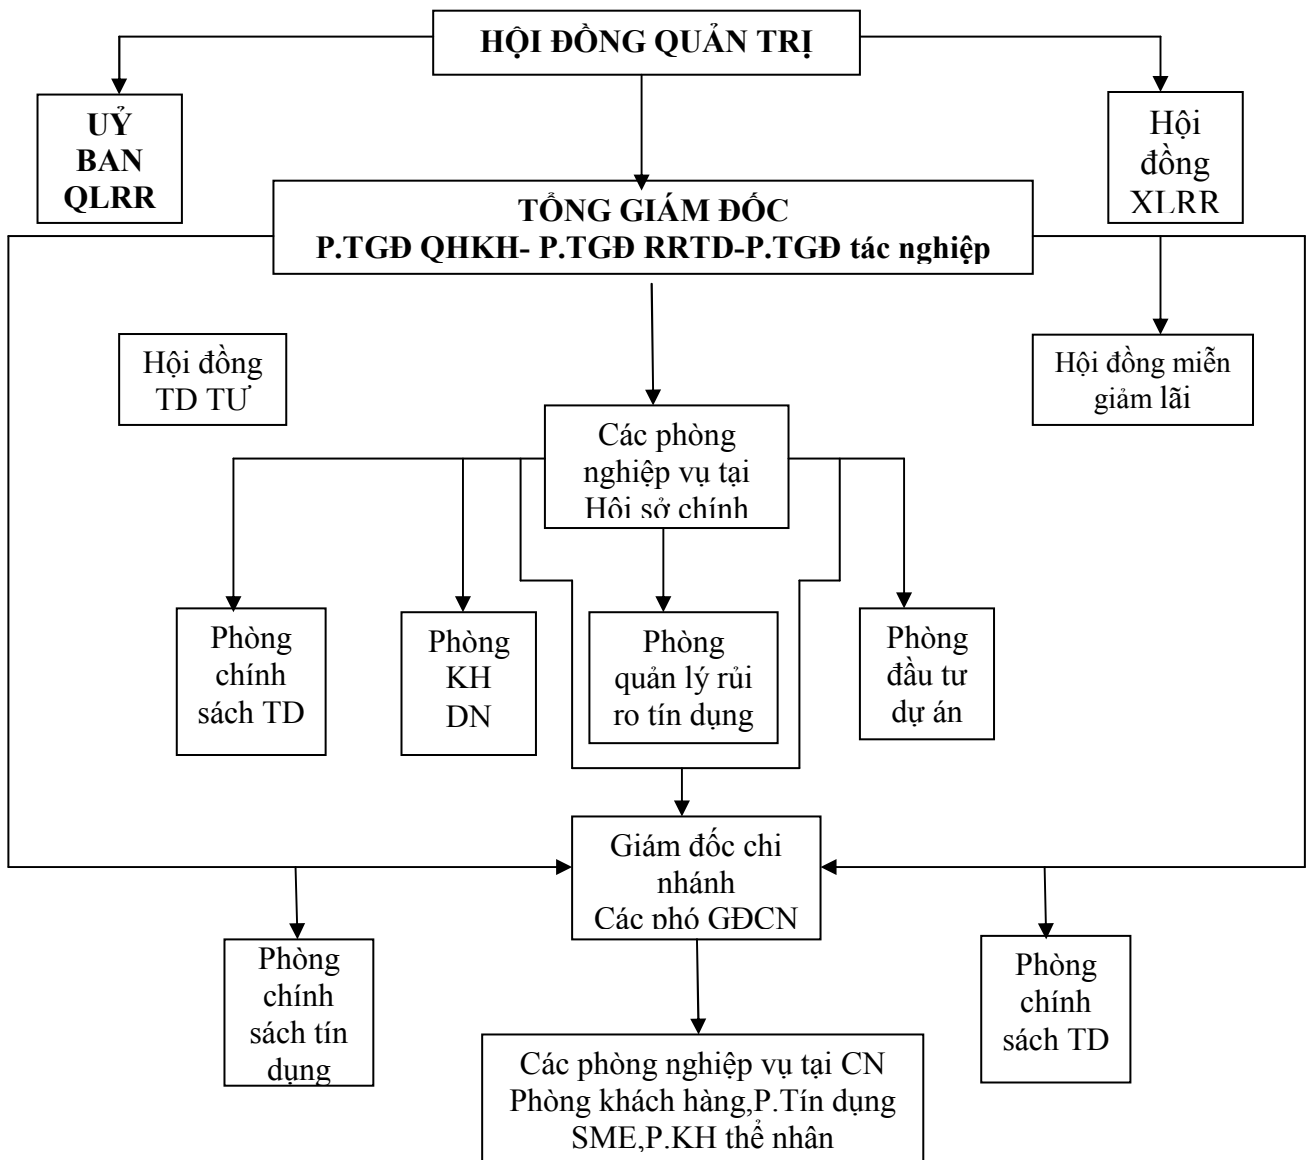 HỘI ĐỒNG QUẢN TRỊ
UỶ
BAN
QLRR
Hội
đồng
XLRR
TỔNG GIÁM ĐỐC
P.TGĐ QHKH- P.TGĐ RRTD-P.TGĐ tác nghiệp
Hội đồng
TD TƯ
Hội đồng miễn
giảm lãi
Các phòng
nghiệp vụ tại
Hội sở chính
Phòng
chính
sách TD
Phòng
KH
DN
Phòng
quản lý rủi
ro tín dụng
Phòng
đầu tư
dự án
Giám đốc chi
nhánh
Các phó GĐCN
Phòng
chính
sách tín
dụng
Phòng
chính
sách TD
Các phòng nghiệp vụ tại CN
Phòng khách hàng,P.Tín dụng
SME,P.KH thể nhân